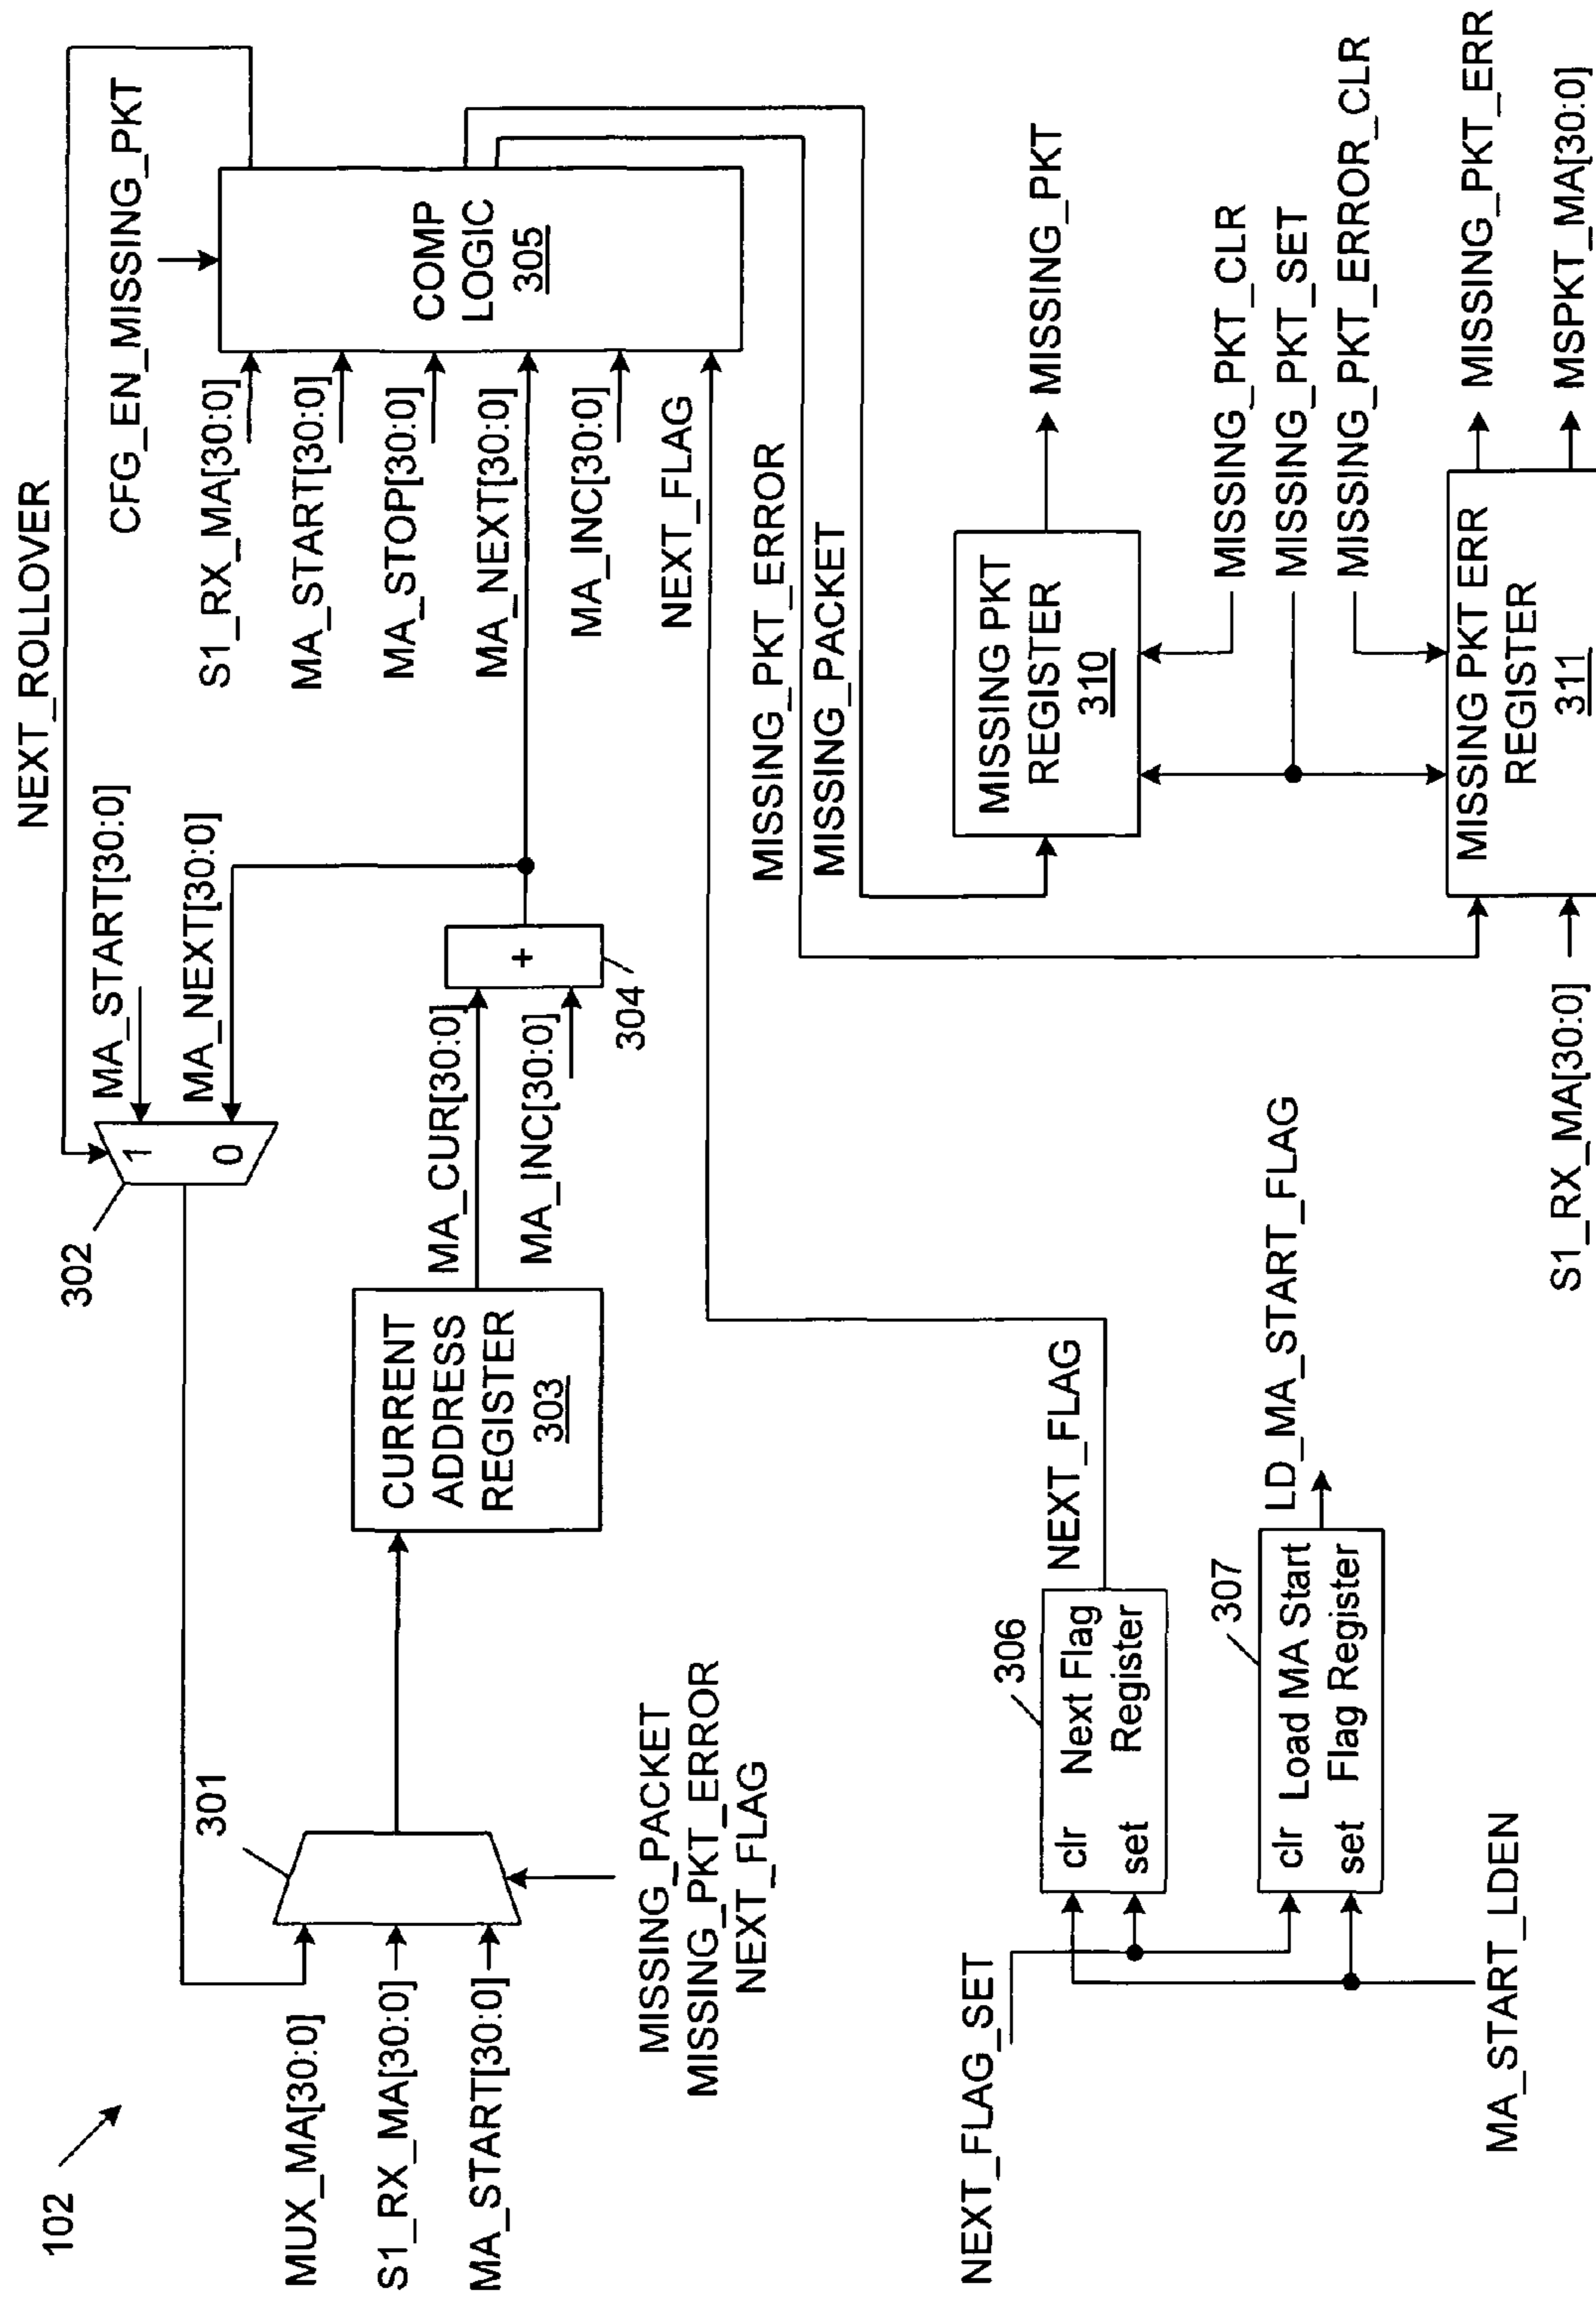 102
NEXT_ROLLOVER
CFG_EN_MISSING_PKT
302
1
0
MA_START[30:0]
MA_NEXT[30:0]
S1_RX_MA[30:0]
MA_START[30:0]
MA_STOP[30:0]
MA_NEXT[30:0]
MA_INC[30:0]
NEXT_FLAG
COMP
LOGIC
305
301
MUX_MA[30:0]
S1_RX_MA[30:0]
MA_START[30:0]
CURRENT
ADDRESS
REGISTER
303
MA_CUR[30:0]
MA_INC[30:0]
+
304
MISSING_PACKET
MISSING_PKT_ERROR
NEXT_FLAG
MISSING_PKT_ERROR
MISSING_PACKET
NEXT_FLAG_SET
306
clr Next Flag
set Register
NEXT_FLAG
307
clr Load MA Start
set Flag Register
LD_MA_START_FLAG
MA_START_LDEN
MISSING PKT
REGISTER
310
MISSING_PKT
MISSING_PKT_CLR
MISSING_PKT_SET
MISSING_PKT_ERROR_CLR
MISSING PKT ERR
REGISTER
311
MISSING_PKT_ERR
MSPKT_MA[30:0]
S1_RX_MA[30:0]